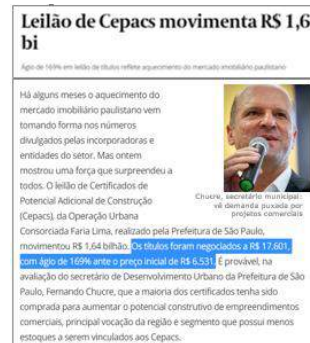 Leilão de Cepacs movimenta R$ 1,6
bi
Ágio de 169% em leilão de títulos reflete aquecimento do mercado imobiliário paulistano
Há alguns meses o aquecimento do
mercado imobiliário paulistano vem
tomando forma nos números
divulgados pelas incorporadoras e
entidades do setor. Mas ontem
mostrou uma força que surpreendeu a
todos. O leilão de Certificados de
Potencial Adicional de Construção
(Cepacs), da Operação Urbana
Chucre, secretário municipal:
vê demanda puxada por
projetos comerciais
Consorciada Faria Lima, realizado pela Prefeitura de São Paulo,
movimentou R$ 1,64 bilhão. Os títulos foram negociados a R$ 17.601,
com ágio de 169% ante o preço inicial de R$ 6.531. É provável, na
avaliação do secretário de Desenvolvimento Urbano da Prefeitura de São
Paulo, Fernando Chucre, que a maioria dos certificados tenha sido
comprada para aumentar o potencial construtivo de empreendimentos
comerciais, principal vocação da região e segmento que possui menos
estoques a serem vinculados aos Cepacs.